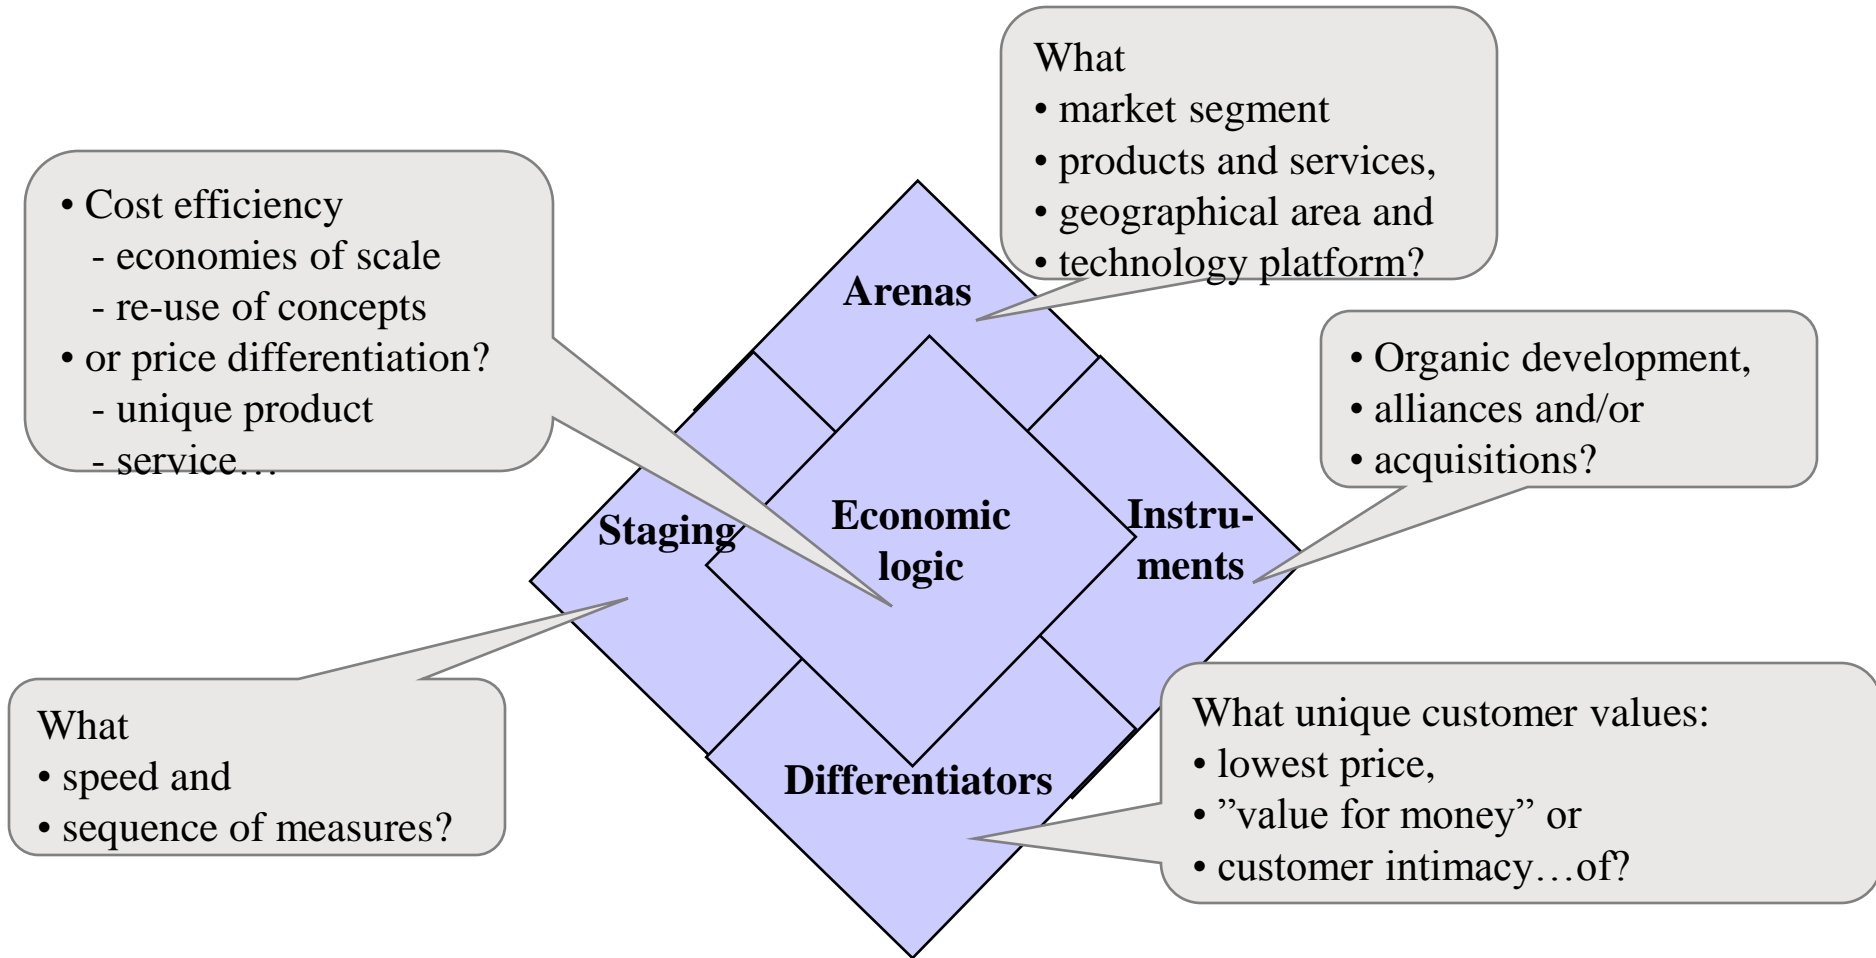 What
• market segment
• products and services,
• geographical area and
• technology platform?
• Cost efficiency
- economies of scale
- re-use of concepts
• or price differentiation?
- unique product
- service…
Arenas
• Organic development,
• alliances and/or
• acquisitions?
Staging
Economic
logic
Instru-
ments
What
• speed and
• sequence of measures?
Differentiators
What unique customer values:
• lowest price,
• ”value for money” or
• customer intimacy…of?